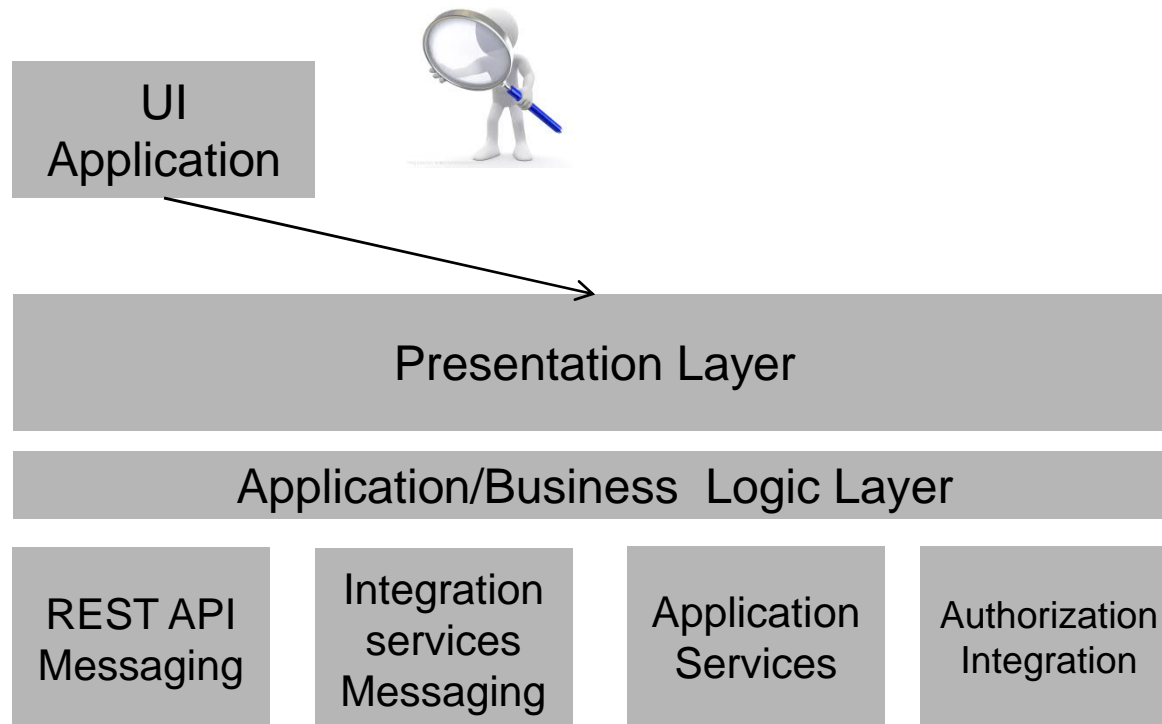 UI
Application
Presentation Layer
Application/Business  Logic Layer
REST API
Messaging
Integration
services
Messaging
Application
Services
Authorization
Integration